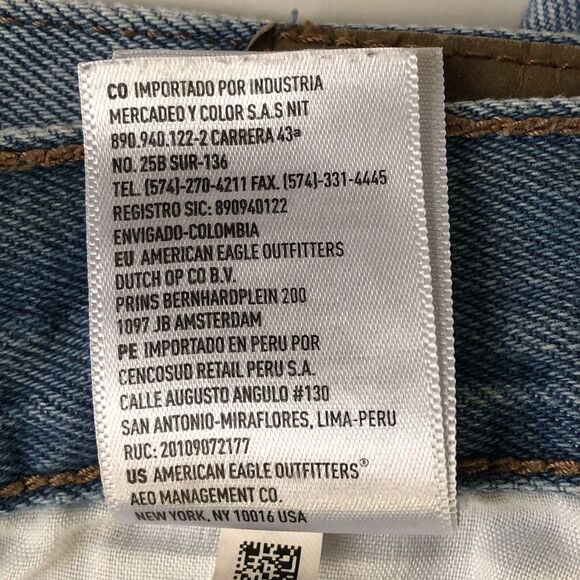 CO IMPORTADO POR INDUSTRIA
MERCADEO Y COLOR S.A.S NIT
890.940.122-2 CARRERA 43ª
NO. 25B SUR-136
TEL. (574)-270-4211 FAX. (574)-331-4445
REGISTRO SIC: 890940122
ENVIGADO-COLOMBIA
EU AMERICAN EAGLE OUTFITTERS
DUTCH OP CO B.V.
PRINS BERNHARDPLEIN 200
1097 JB AMSTERDAM
PE IMPORTADO EN PERU POR
CENCOSUD RETAIL PERU S.A.
CALLE AUGUSTO ANGULO #130
SAN ANTONIO-MIRAFLORES, LIMA-PERU
RUC: 20109072177
US AMERICAN EAGLE OUTFITTERS®
AEO MANAGEMENT CO.
NEW YORK, NY 10016 USA